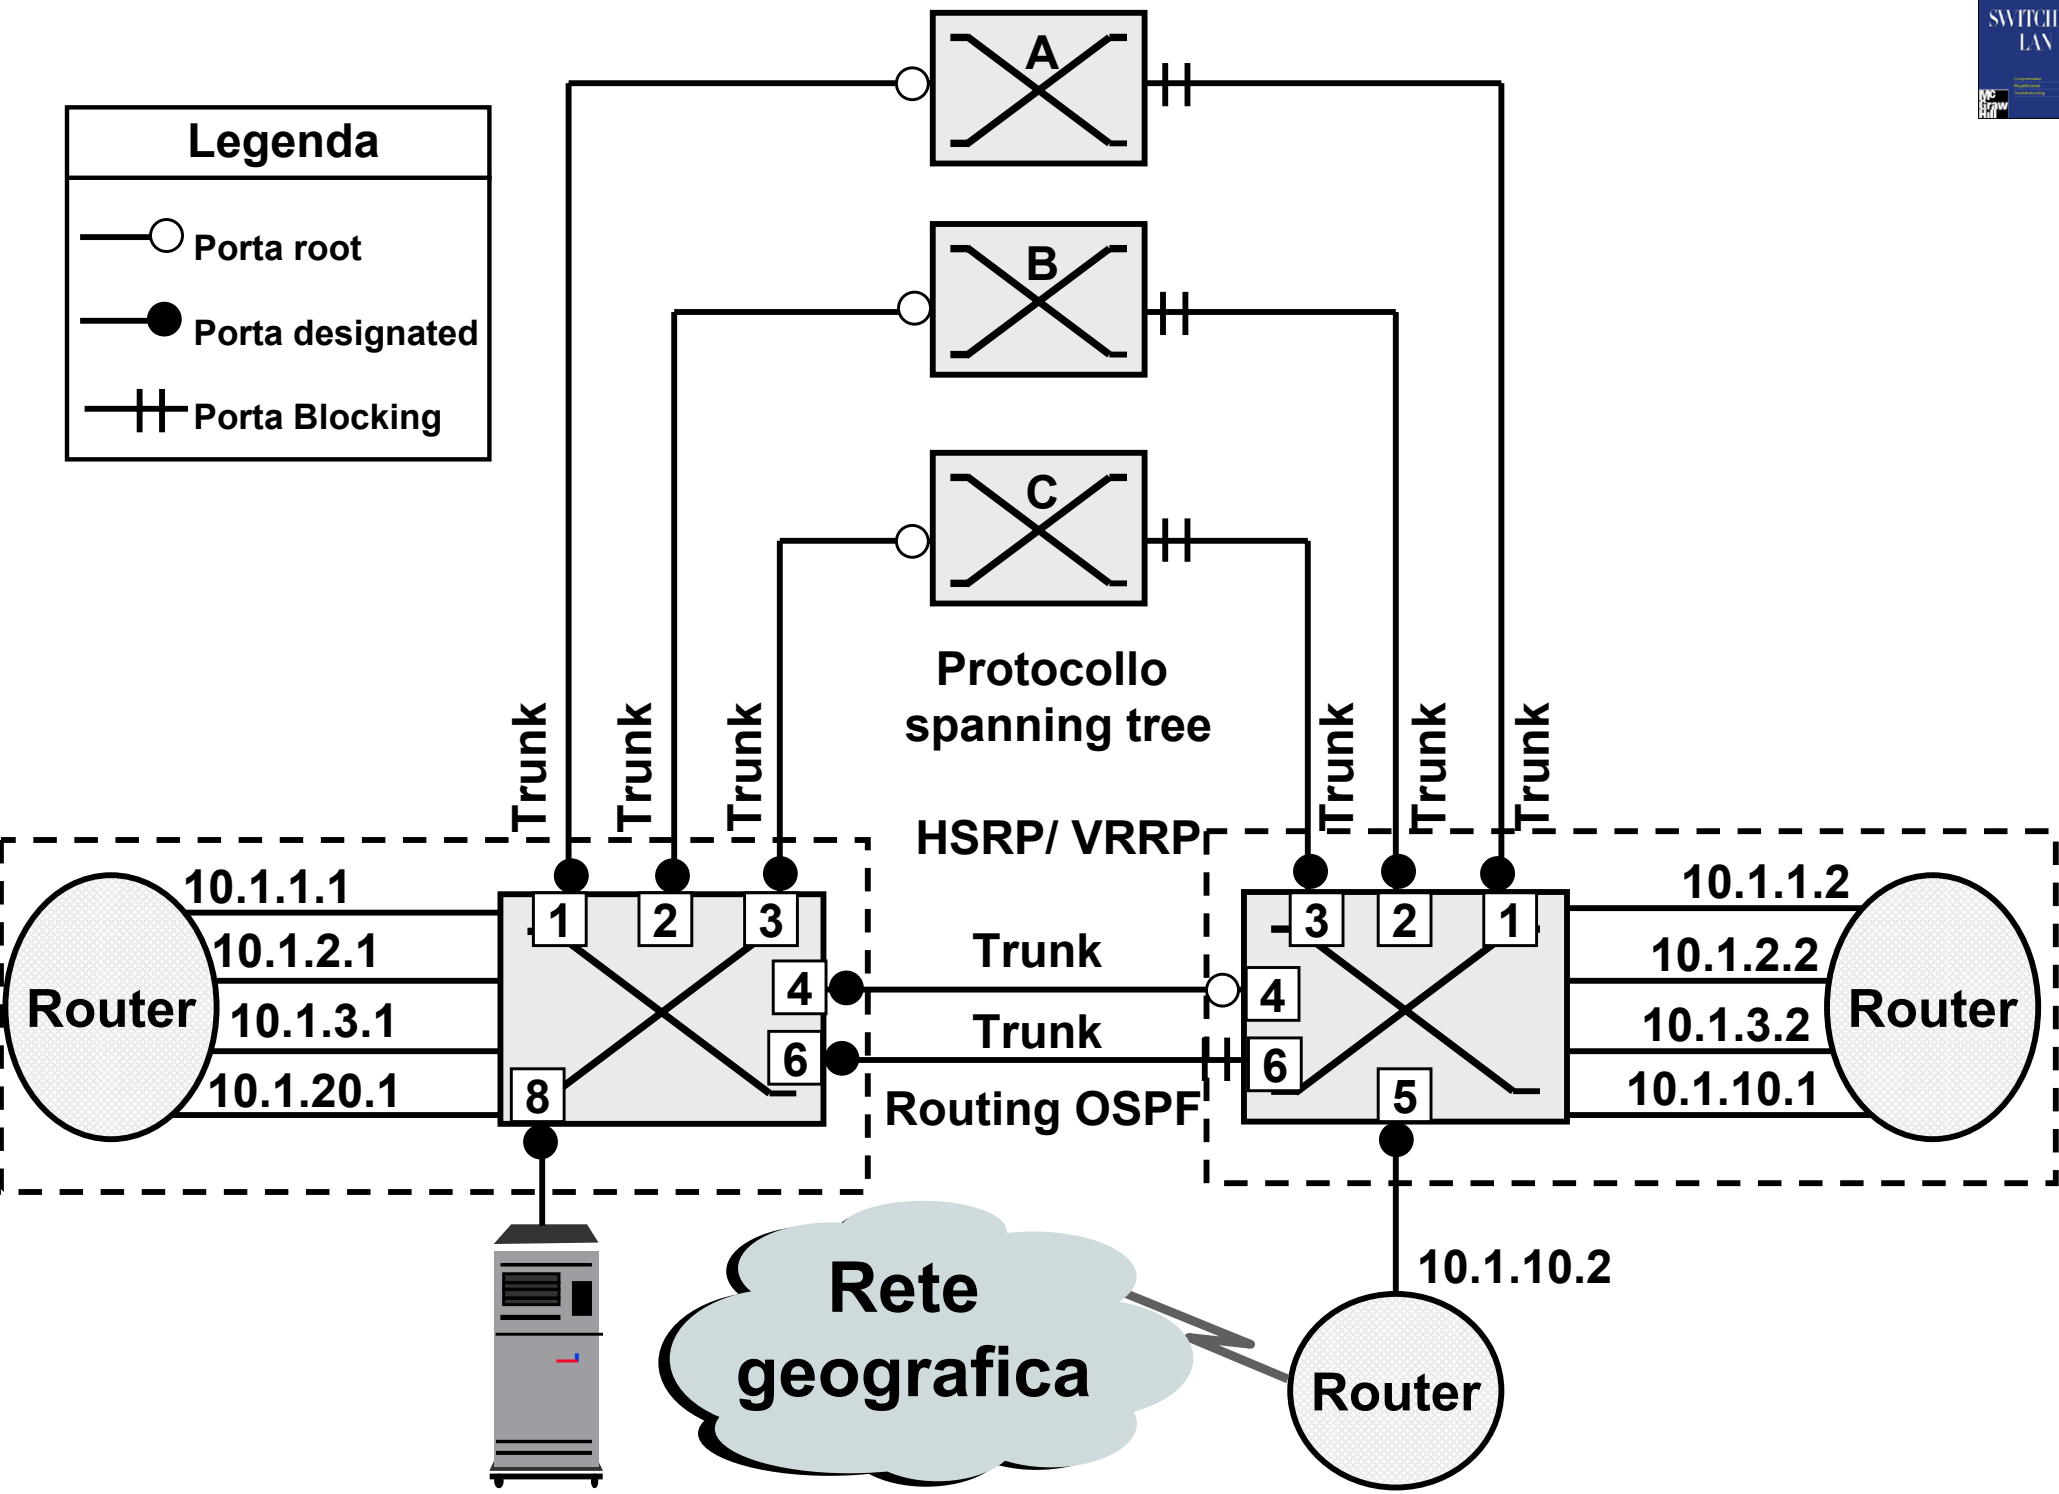 SWITCH
LAN
Mc
Graw
Hill
A
Legenda
Porta root
Porta designated
Porta Blocking
B
C
Protocollo
spanning tree
Trunk
Trunk
Trunk
Trunk
Trunk
Trunk
HSRP/ VRRP
10.1.1.1
10.1.2.1
10.1.3.1
10.1.20.1
Router
1
2
3
4
6
8
Trunk
Trunk
Routing OSPF
3
2
1
4
6
5
10.1.1.2
10.1.2.2
10.1.3.2
10.1.10.1
Router
10.1.10.2
Rete
geografica
Router